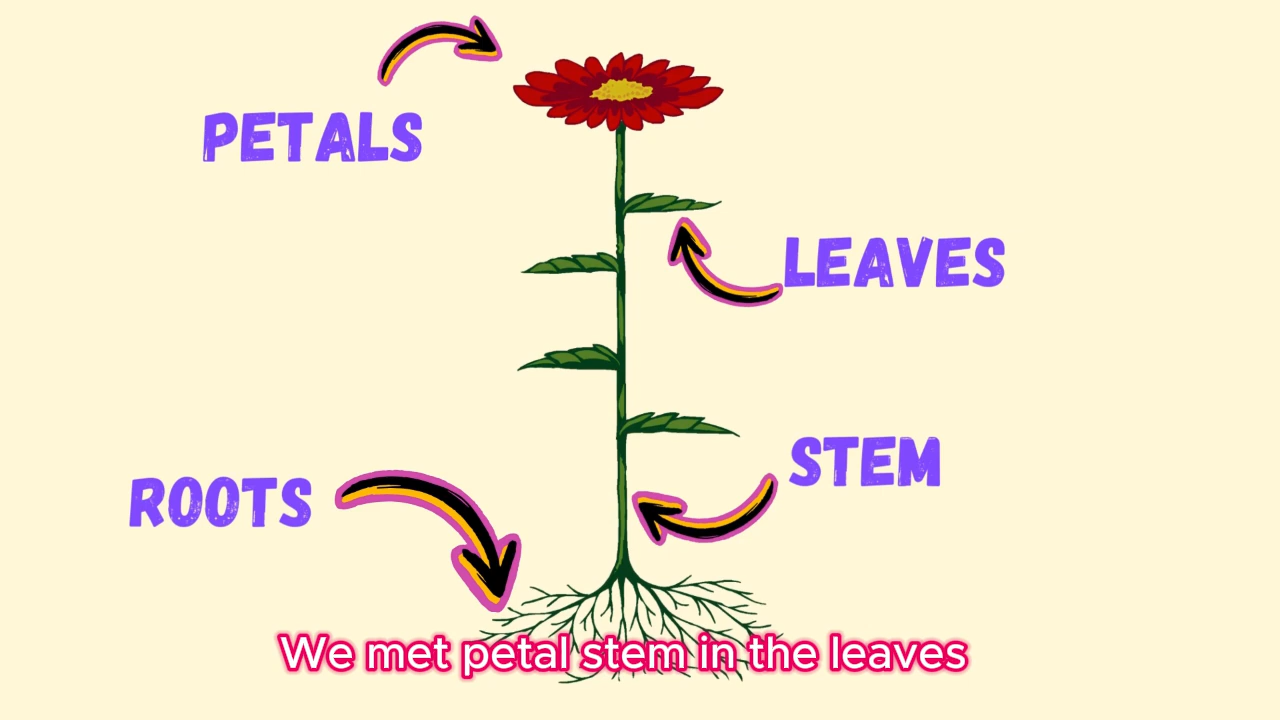 PETALS
LEAVES
STEM
ROOTS
We met petal stem in the leaves